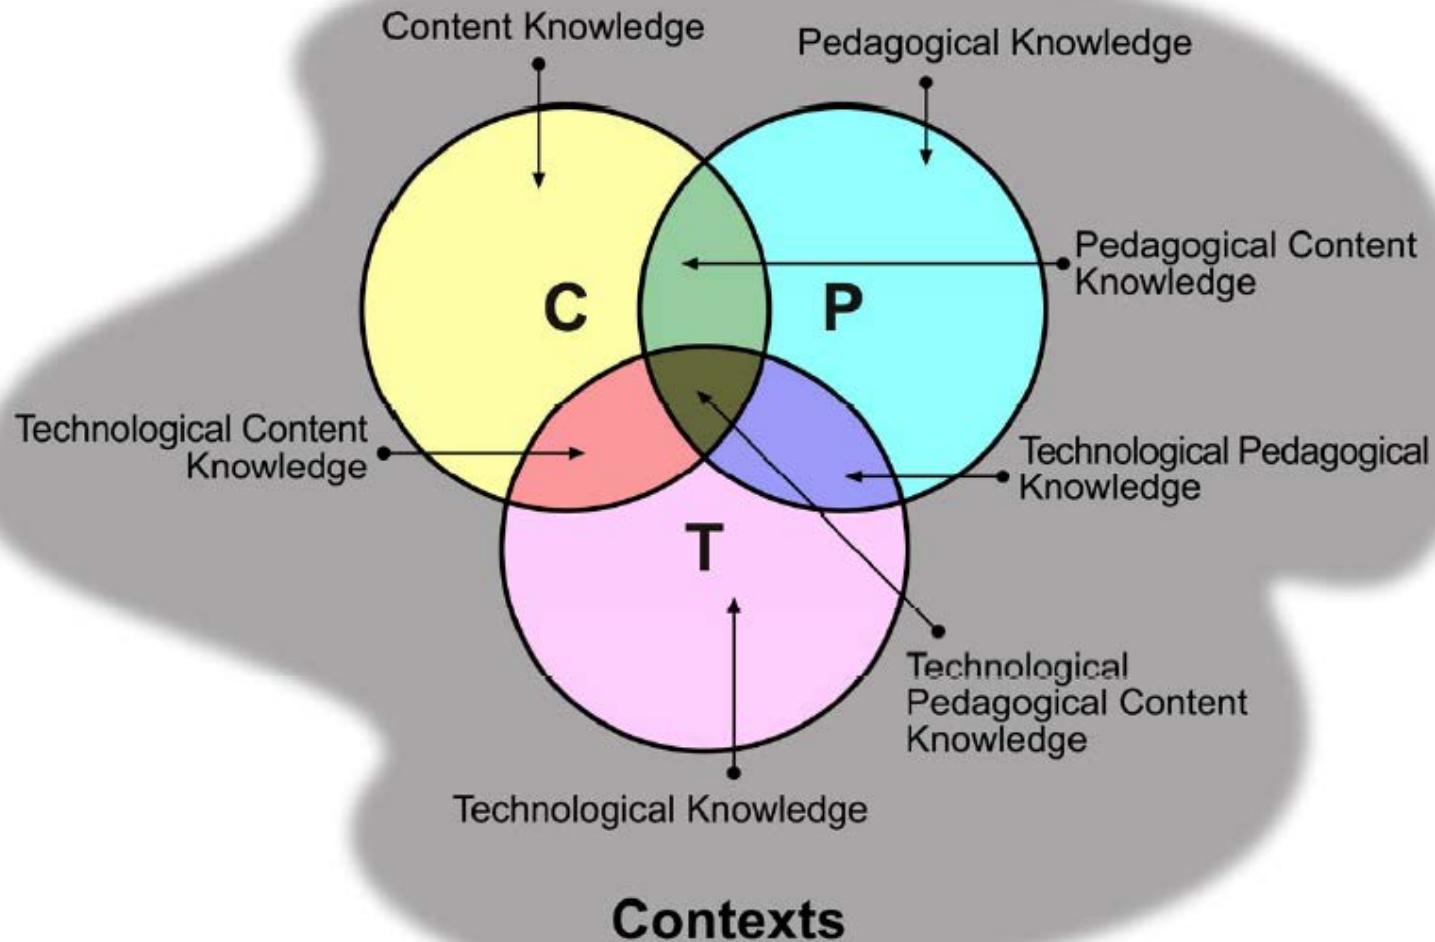 Content Knowledge
Pedagogical Knowledge
Pedagogical Content
Knowledge
C
P
Technological Content
Knowledge
Technological Pedagogical
Knowledge
T
Technological
Pedagogical Content
Knowledge
Technological Knowledge
Contexts